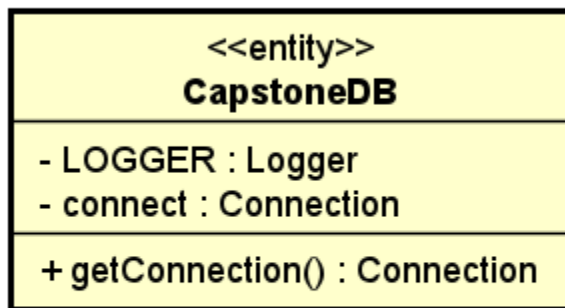 <<entity>>
CapstoneDB
- LOGGER : Logger
- connect : Connection
+ getConnection() : Connection